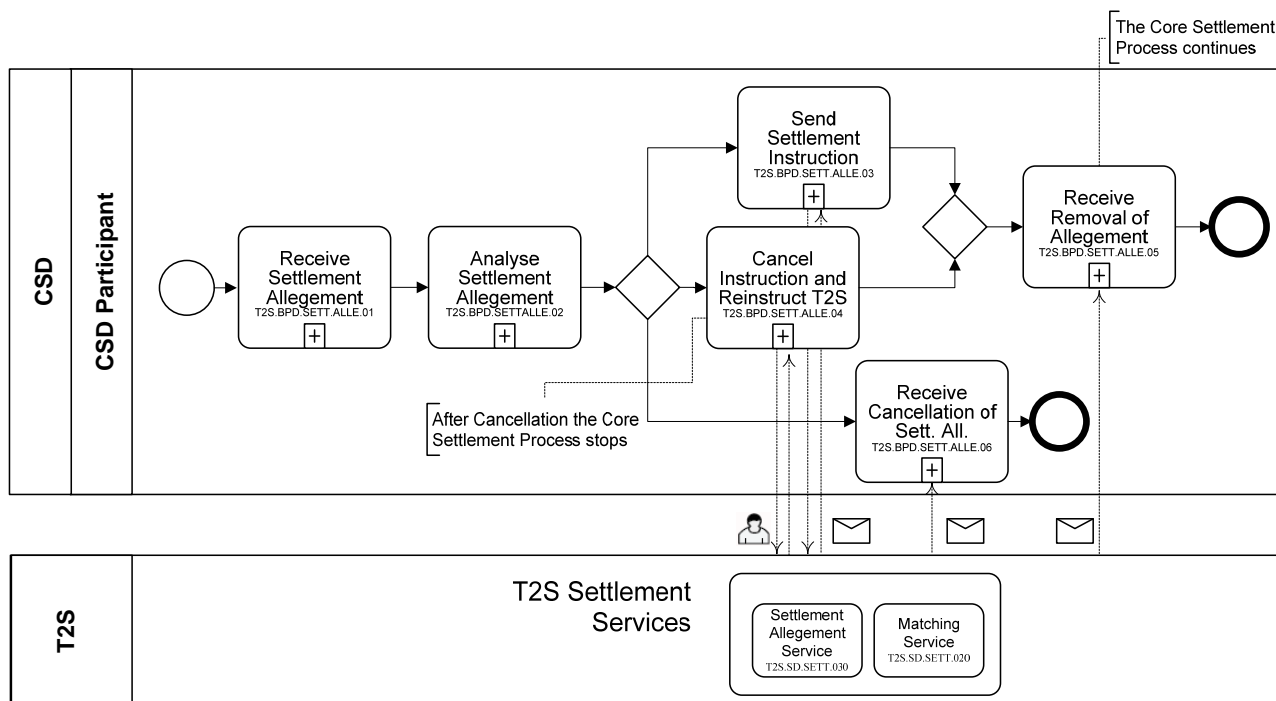 The Core Settlement
Process continues
CSD
CSD Participant
Receive
Settlement
Allegement
T2S.BPD.SETT.ALLE.01
Analyse
Settlement
Allegement
T2S.BPD.SETTALLE.02
Send
Settlement
Instruction
T2S.BPD.SETT.ALLE.03
Cancel
Instruction and
Reinstruct T2S
T2S.BPD.SETT.ALLE.04
Receive
Removal of
Allegement
T2S.BPD.SETT.ALLE.05
After Cancellation the Core
Settlement Process stops
Receive
Cancellation of
Sett. All.
T2S.BPD.SETT.ALLE.06
T2S
T2S Settlement
Services
Settlement
Allegement
Service
T2S.SD.SETT.030
Matching
Service
T2S.SD.SETT.020